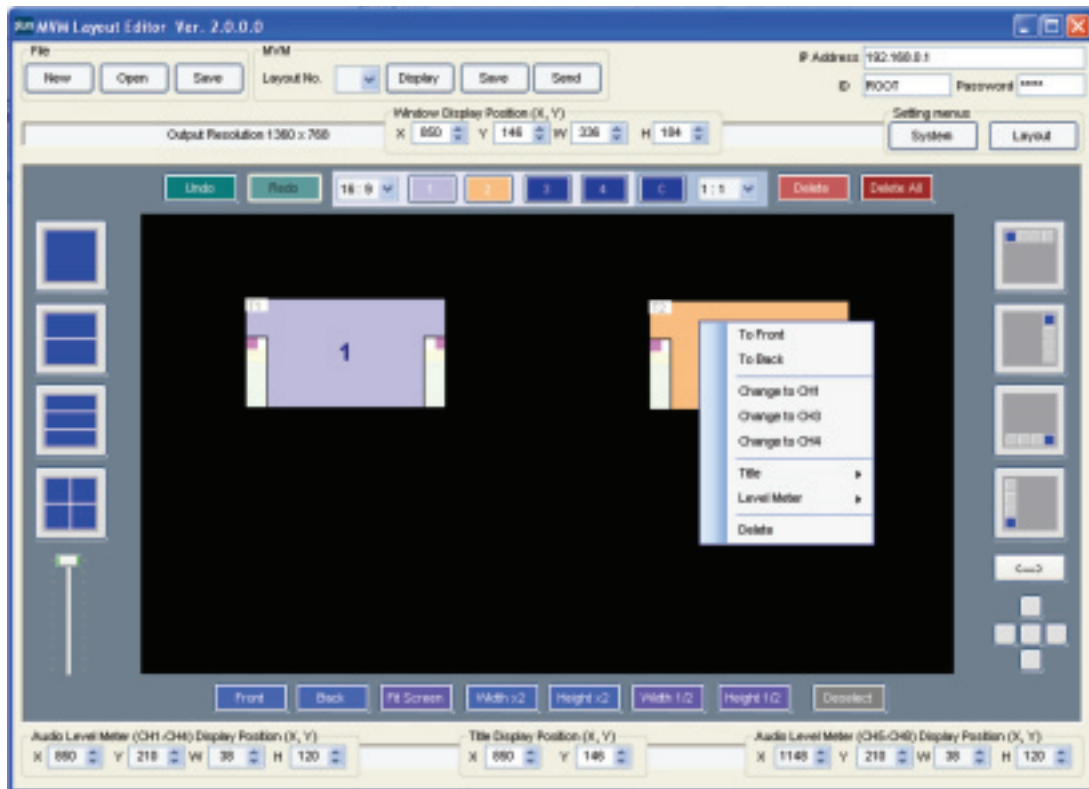 MVM Layout Editor Ver. 2.0.0.0
File
MVM
New Open Save Layout No. Display Save Send
IP Address 192.168.0.1
ID ROOT Password ****
Window Display Position (X, Y)
Setting menus
Output Resolution 1360 x 768 X 850 Y 146 W 336 H 184 System Layout
Undo Redo 16 : 9 1 2 3 4 C 1 : 1 Delete Delete All
1
To Front
To Back
Change to CH1
Change to CH3
Change to CH4
Title
Level Meter
Delete
<--->
Front Back Fit Screen Width x2 Height x2 Width 1/2 Height 1/2 Deselect
Audio Level Meter (CH1-CH4) Display Position (X, Y) Title Display Position (X, Y) Audio Level Meter (CH5-CH8) Display Position (X, Y)
X 850 Y 210 W 38 H 120 X 850 Y 146 X 1148 Y 210 W 38 H 120